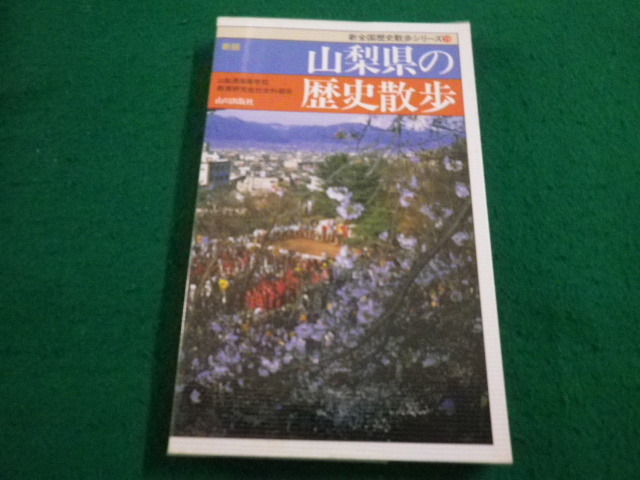 新全国歴史散歩シリーズ19
新版
山梨県の
歴史散歩
山梨県高等学校
教育研究会社会科部会
山川出版社